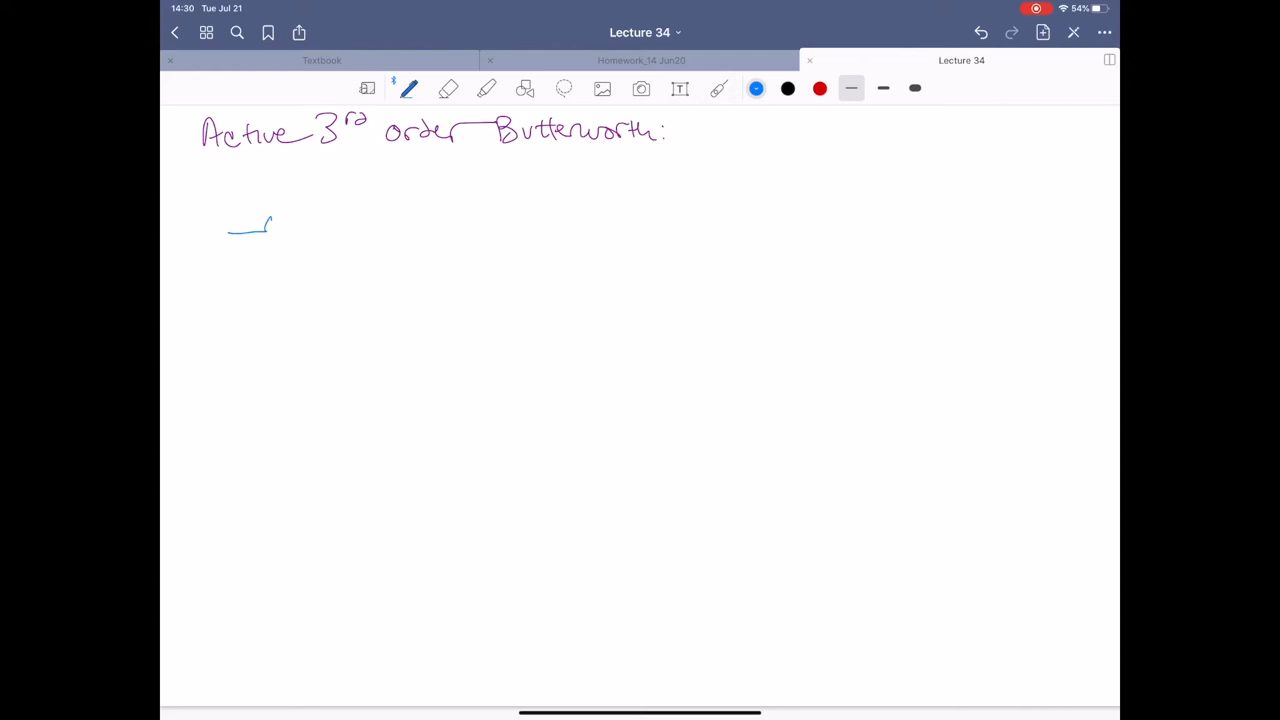 14:30 Tue Jul 21
54%
Lecture 34
Textbook
Homework_14 Jun20
Lecture 34
T
Active 3rd order Butterworth: